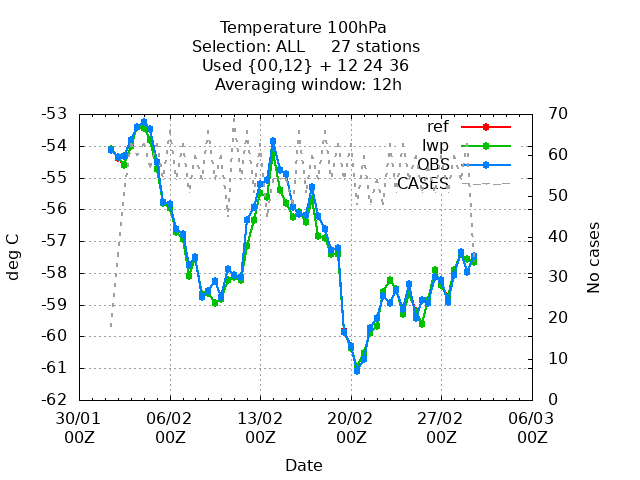 Temperature 100hPa
Selection: ALL 27 stations
Used {00,12} + 12 24 36
Averaging window: 12h
-53
-54
-55
-56
-57
-58
-59
-60
-61
-62
deg C
70
60
50
40
30
20
10
0
No cases
ref
lwp
OBS
CASES
30/01 06/02 13/02 20/02 27/02 06/03
00Z 00Z 00Z 00Z 00Z 00Z
Date